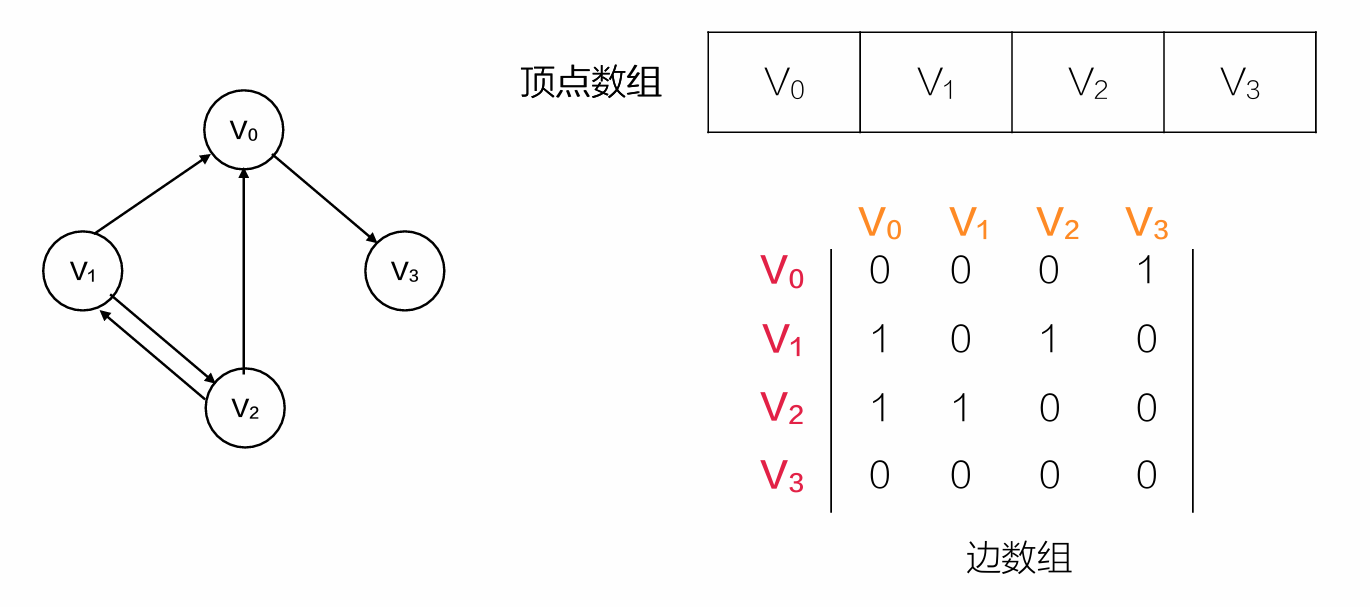 顶点数组 V₀ V₁ V₂ V₃
V₀
V₁ V₃
V₂
V₀ V₁ V₂ V₃
V₀ 0 0 0 1
V₁ 1 0 1 0
V₂ 1 1 0 0
V₃ 0 0 0 0
边数组